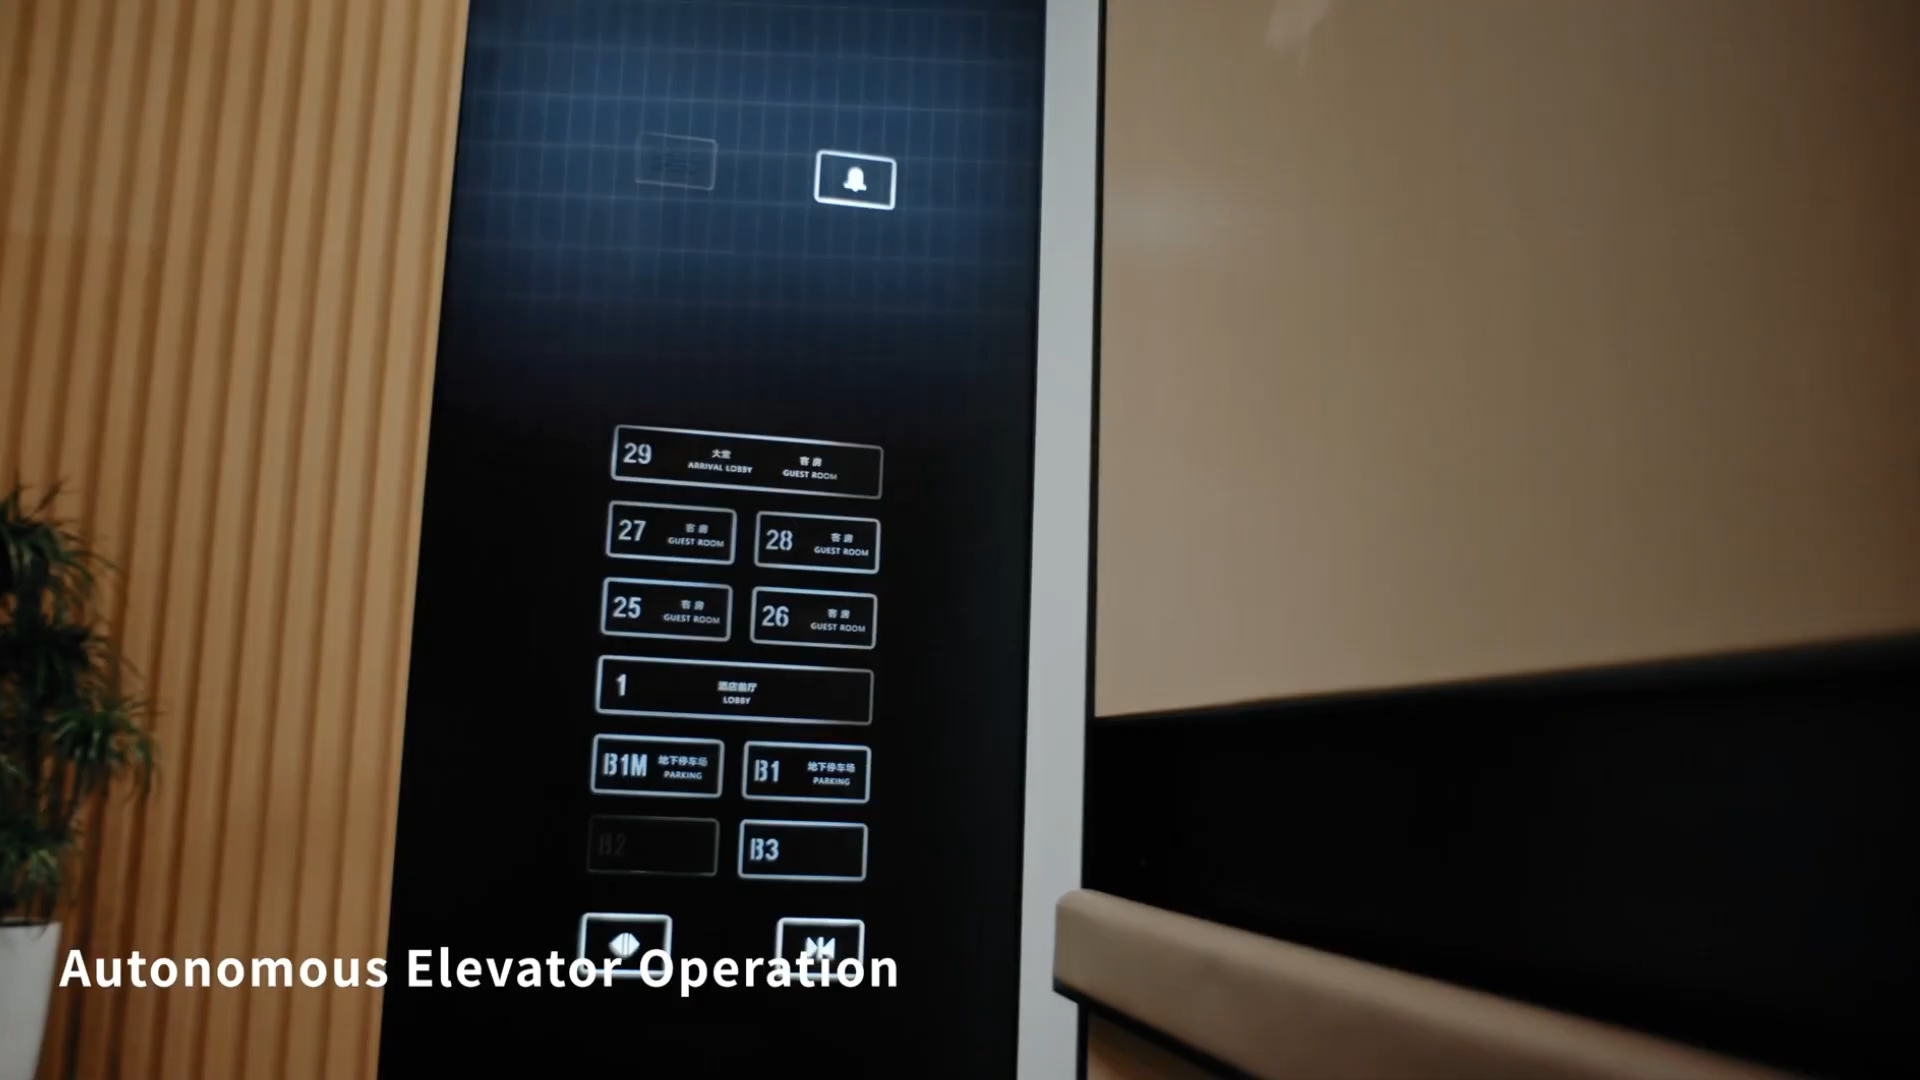 29 大堂 客房
ARRIVAL LOBBY GUEST ROOM
27 客房
GUEST ROOM
28 客房
GUEST ROOM
25 客房
GUEST ROOM
26 客房
GUEST ROOM
1 酒店前厅
LOBBY
B1M 地下停车场
PARKING
B1 地下停车场
PARKING
B2
B3
Autonomous Elevator Operation